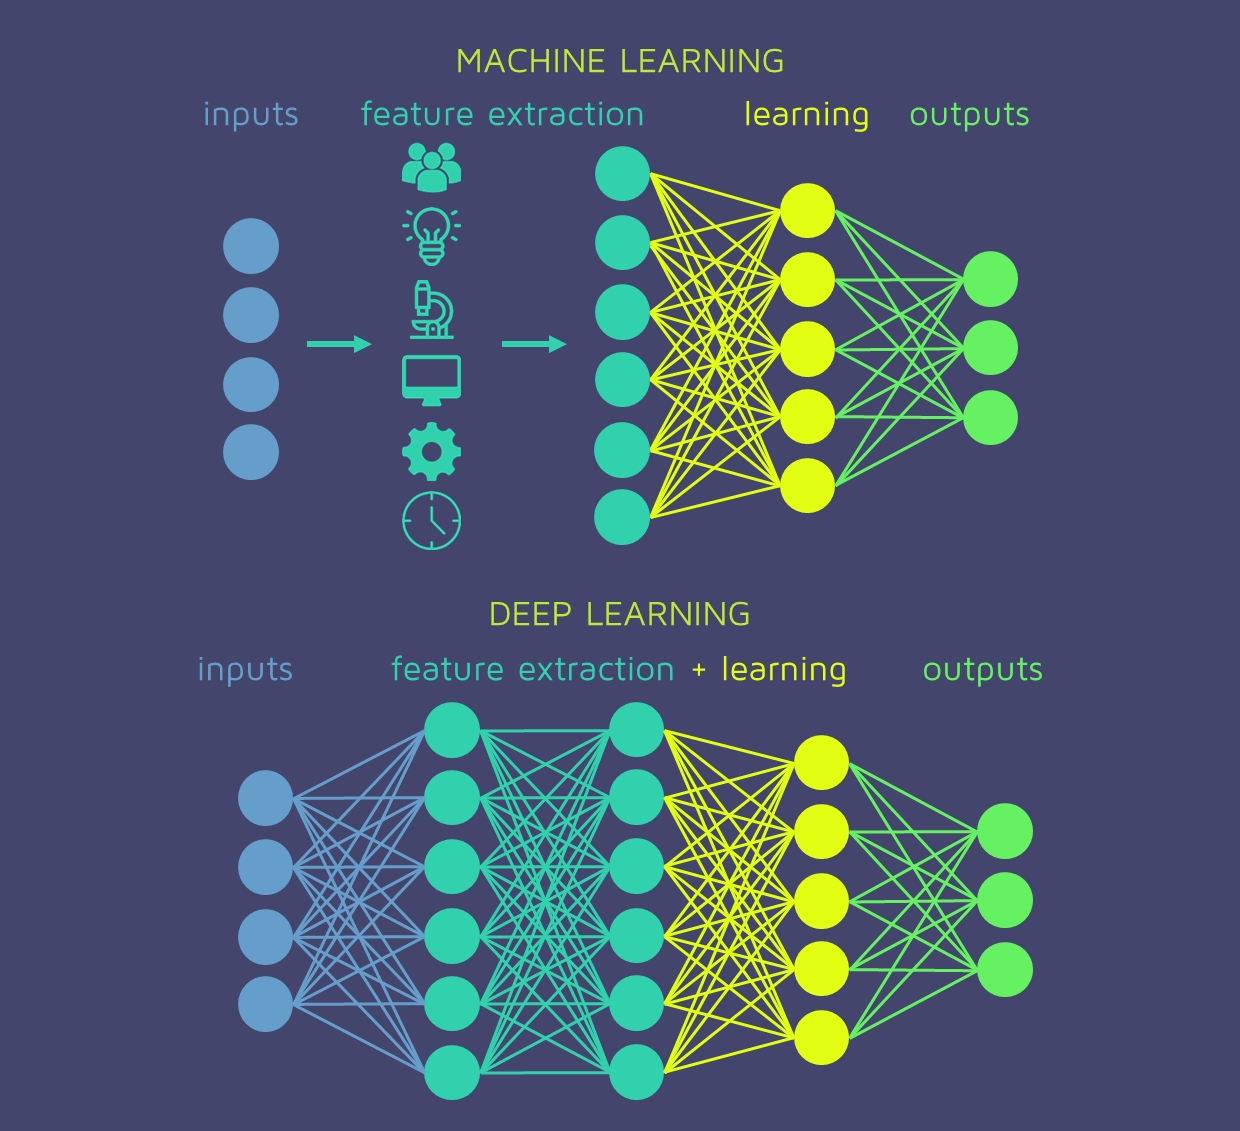 MACHINE LEARNING
inputs feature extraction learning outputs
DEEP LEARNING
inputs feature extraction + learning outputs